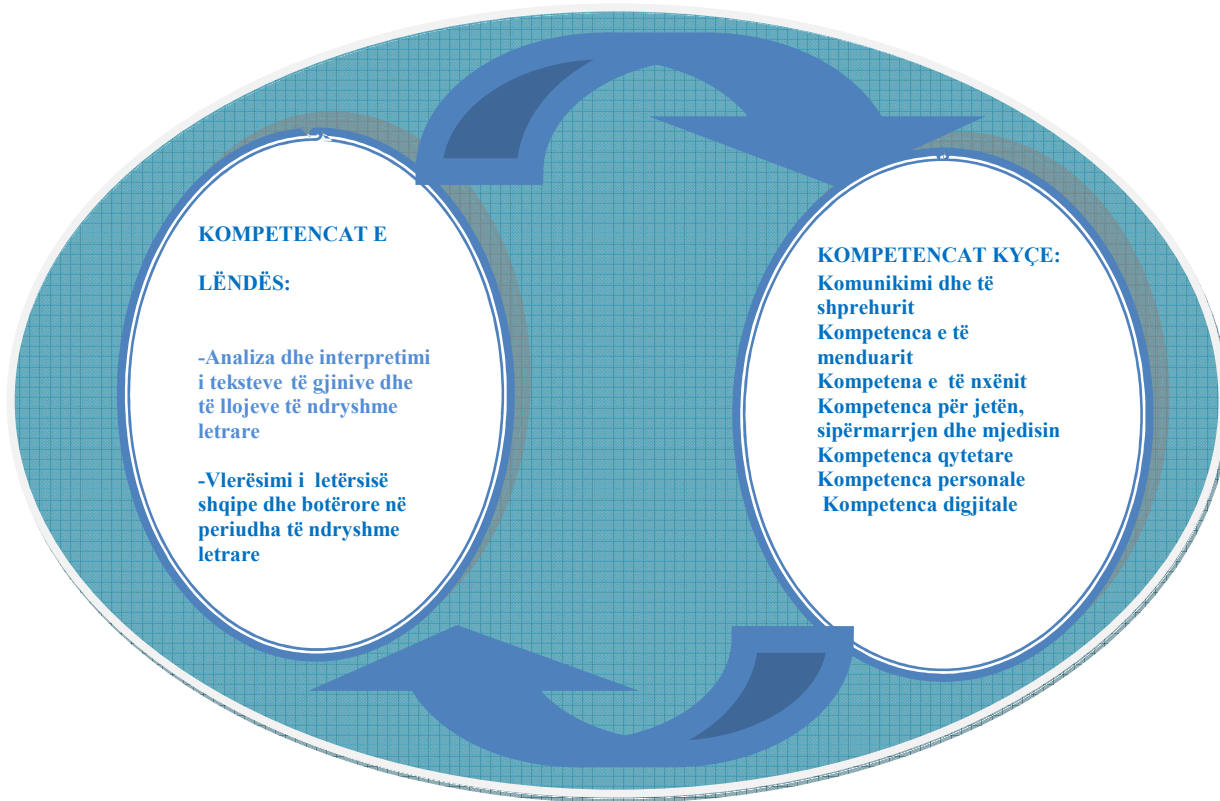 KOMPETENCAT E
LËNDËS:
-Analiza dhe interpretimi
i teksteve të gjinive dhe
të llojeve të ndryshme
letrare
-Vlerësimi i letërsisë
shqipe dhe botërore në
periudha të ndryshme
letrare
KOMPETENCAT KYÇE:
Komunikimi dhe të
shprehurit
Kompetenca e të
menduarit
Kompetena e të nxënit
Kompetenca për jetën,
sipërmarrjen dhe mjedisin
Kompetenca qytetare
Kompetenca personale
Kompetenca digjitale